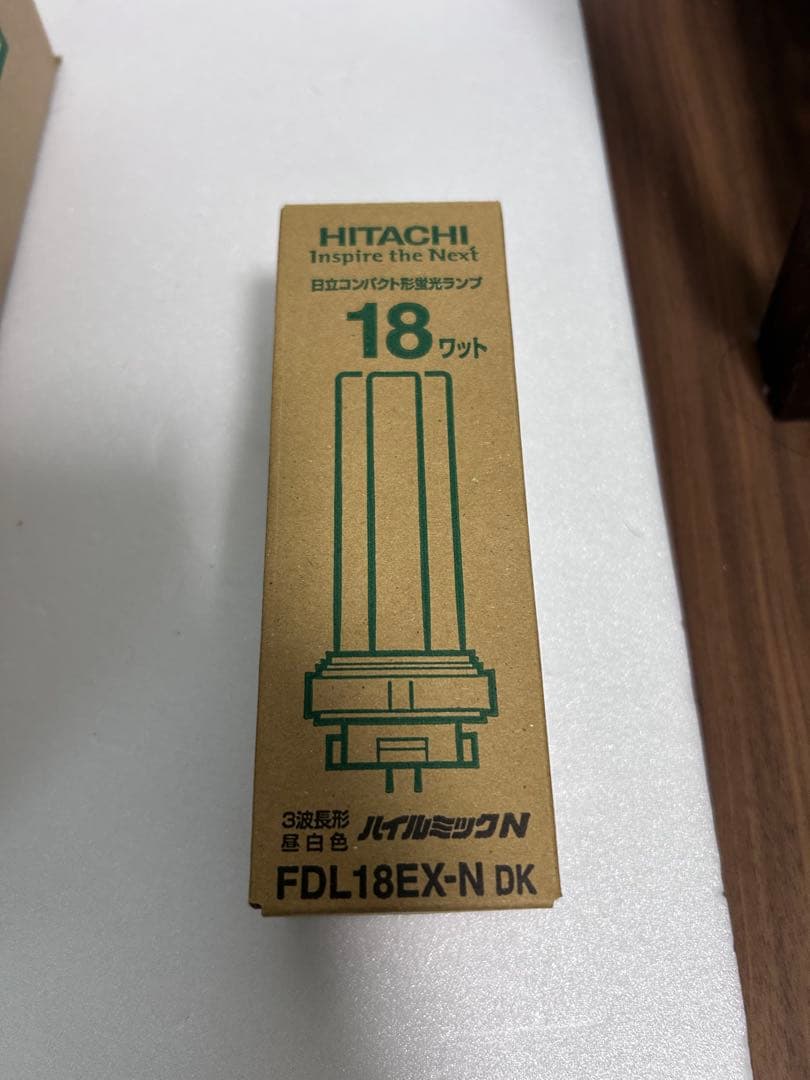 HITACHI
Inspire the Next
日立コンパクト形蛍光ランプ
18ワット
3波長形
昼白色
ハイルミックN
FDL18EX-N DK